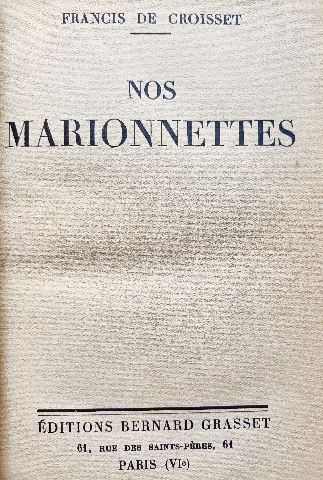 FRANCIS DE CROISSET
NOS
MARIONNETTES
ÉDITIONS BERNARD GRASSET
61, RUE DES SAINTS-PÈRES, 61
PARIS (VIe)